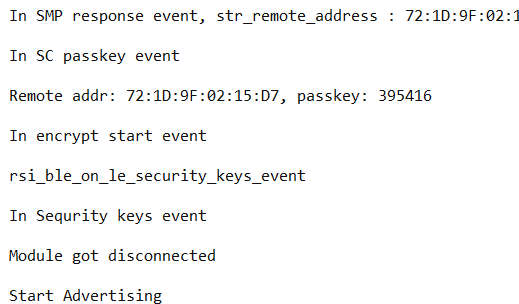 In SMP response event, str_remote_address : 72:1D:9F:02:1
In SC passkey event
Remote addr: 72:1D:9F:02:15:D7, passkey: 395416
In encrypt start event
rsi_ble_on_le_security_keys_event
In Sequrity keys event
Module got disconnected
Start Advertising